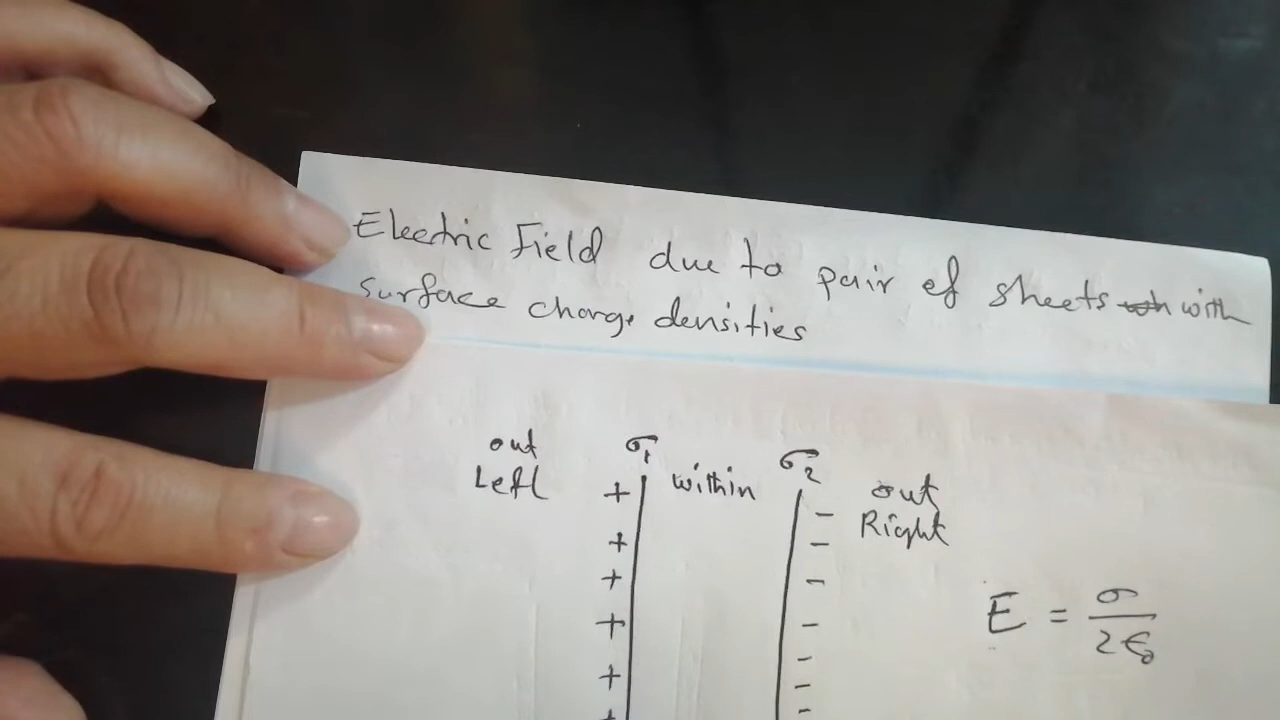 Electric Field due to pair of sheets with
surface charge densities
out
Left
σ₁
within
σ₂
out
Right
+ −
+ −
+ −
+ −
+ −
+ −
−
E = σ / 2ε₀